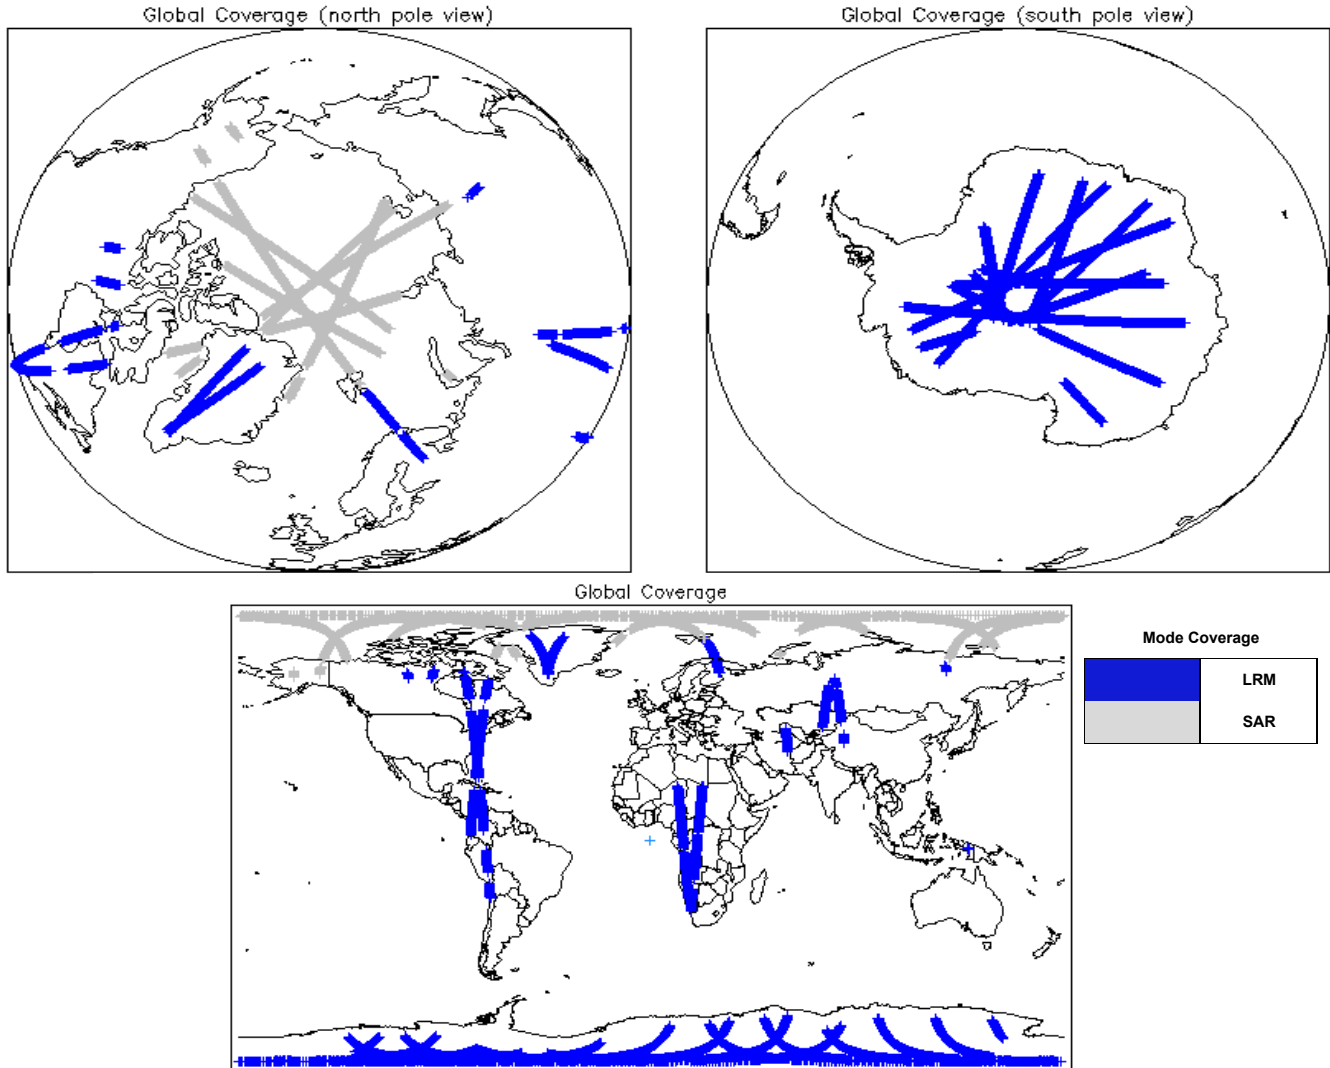 Global Coverage (north pole view)
Global Coverage (south pole view)
Global Coverage
Mode Coverage
LRM
SAR